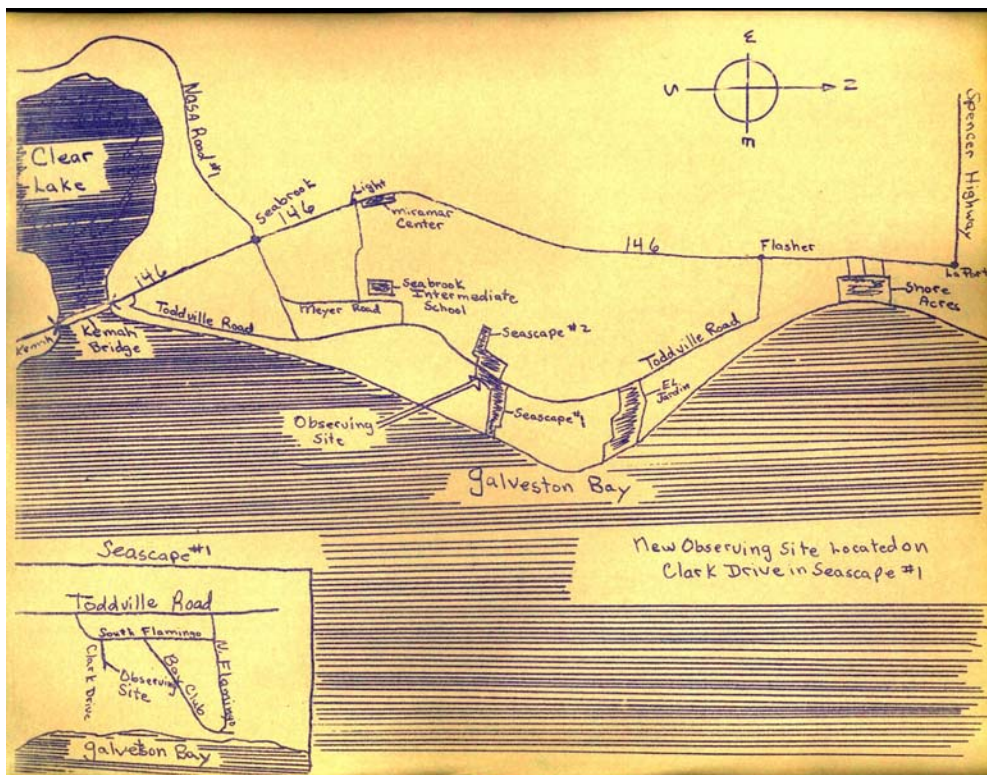 W
S
N
E
Spencer Highway
Nasa Road #1
Clear
Lake
Seabrook
146
Light
Miramar
Center
146
Flasher
La Port
Shore
Acres
146
Toddville Road
Meyer Road
Seabrook
Intermediate
School
Kemah
Kemah
Bridge
Seascape #2
Toddville Road
EL
Jardin
Observing
Site
Seascape #1
Galveston Bay
New Observing Site Located on
Clark Drive in Seascape #1
Seascape #1
Toddville Road
South Flamingo
Clark Drive
Observing
Site
Bay Club
N. Flamingo
Galveston Bay